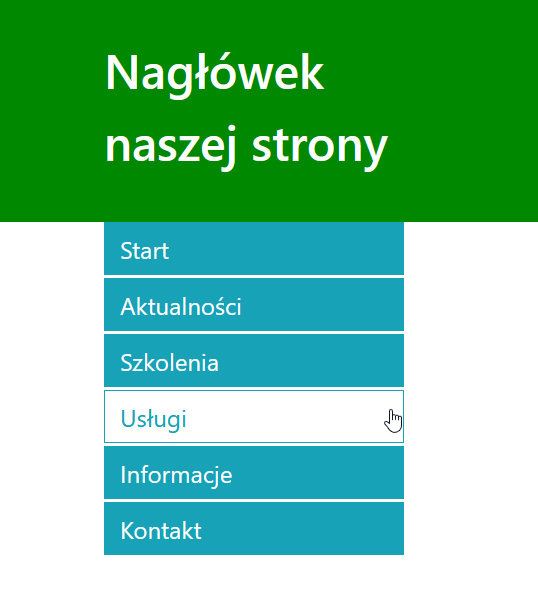 Nagłówek
naszej strony
Start
Aktualności
Szkolenia
Usługi
Informacje
Kontakt